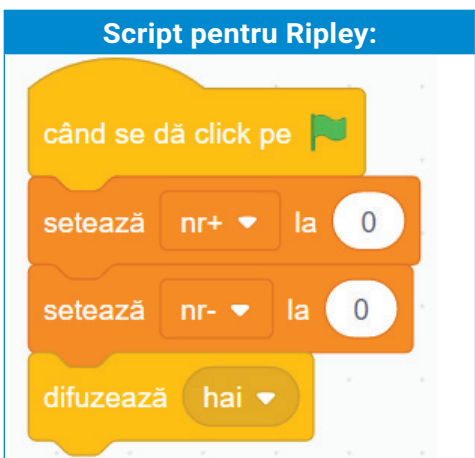 Script pentru Ripley:
când se dă click pe
setează nr+ la 0
setează nr- la 0
difuzează hai